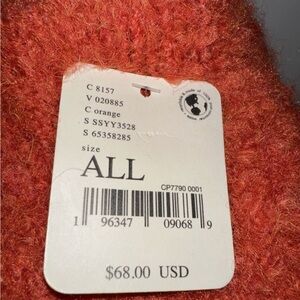 C 8157
V 020885
C orange
S SSYY3528
S 65358285
size
ALL
CP7790 0001
1 96347 09068 9
$68.00 USD